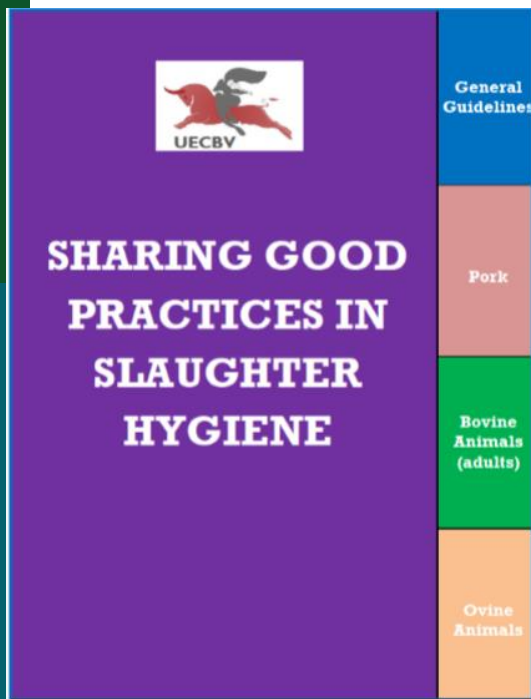 UECBV
SHARING GOOD
PRACTICES IN
SLAUGHTER
HYGIENE
General
Guidelines
Pork
Bovine
Animals
(adults)
Ovine
Animals